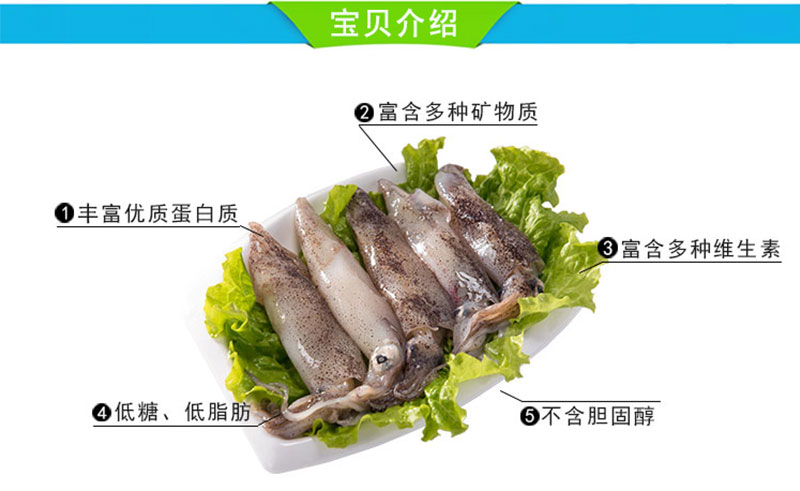 宝贝介绍
❷富含多种矿物质
❶丰富优质蛋白质
❸富含多种维生素
❹低糖、低脂肪
❺不含胆固醇